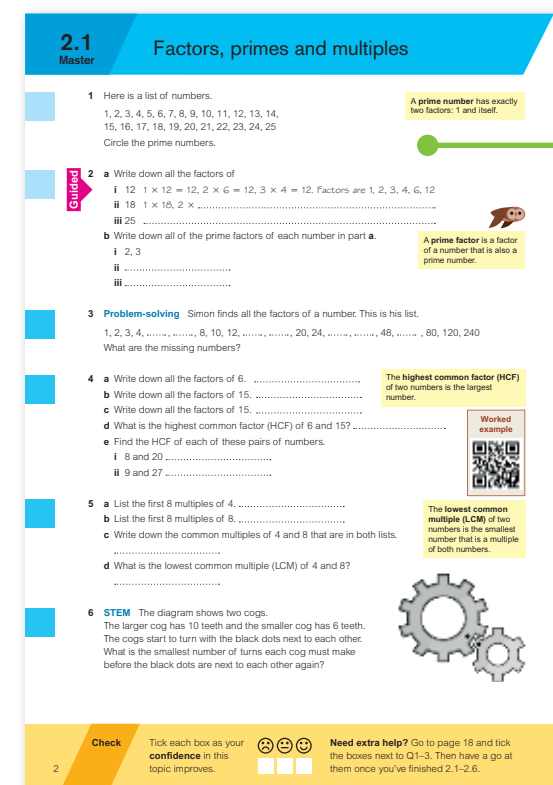 2.1
Master
Factors, primes and multiples
1 Here is a list of numbers.
1, 2, 3, 4, 5, 6, 7, 8, 9, 10, 11, 12, 13, 14,
15, 16, 17, 18, 19, 20, 21, 22, 23, 24, 25
Circle the prime numbers.
A prime number has exactly
two factors: 1 and itself.
Guided
2 a Write down all the factors of
i 12 1 × 12 = 12, 2 × 6 = 12, 3 × 4 = 12. Factors are 1, 2, 3, 4, 6, 12
ii 18 1 × 18, 2 × ........
iii 25 ........
b Write down all of the prime factors of each number in part a.
i 2, 3
ii ........
iii ........
A prime factor is a factor
of a number that is also a
prime number.
3 Problem-solving Simon finds all the factors of a number. This is his list.
1, 2, 3, 4, ......., ......., 8, 10, 12, ......., ......., 20, 24, ......., ......., 48, ......., 80, 120, 240
What are the missing numbers?
4 a Write down all the factors of 6. ........
b Write down all the factors of 15. ........
c Write down all the factors of 15. ........
d What is the highest common factor (HCF) of 6 and 15? ........
e Find the HCF of each of these pairs of numbers.
i 8 and 20 ........
ii 9 and 27 ........
The highest common factor (HCF)
of two numbers is the largest
number.
Worked
example
5 a List the first 8 multiples of 4. ........
b List the first 8 multiples of 8. ........
c Write down the common multiples of 4 and 8 that are in both lists.
........
d What is the lowest common multiple (LCM) of 4 and 8?
........
The lowest common
multiple (LCM) of two
numbers is the smallest
number that is a multiple
of both numbers.
6 STEM The diagram shows two cogs.
The larger cog has 10 teeth and the smaller cog has 6 teeth.
The cogs start to turn with the black dots next to each other.
What is the smallest number of turns each cog must make
before the black dots are next to each other again?
2
Check
Tick each box as your
confidence in this
topic improves.
Need extra help? Go to page 18 and tick
the boxes next to Q1–3. Then have a go at
them once you've finished 2.1–2.6.